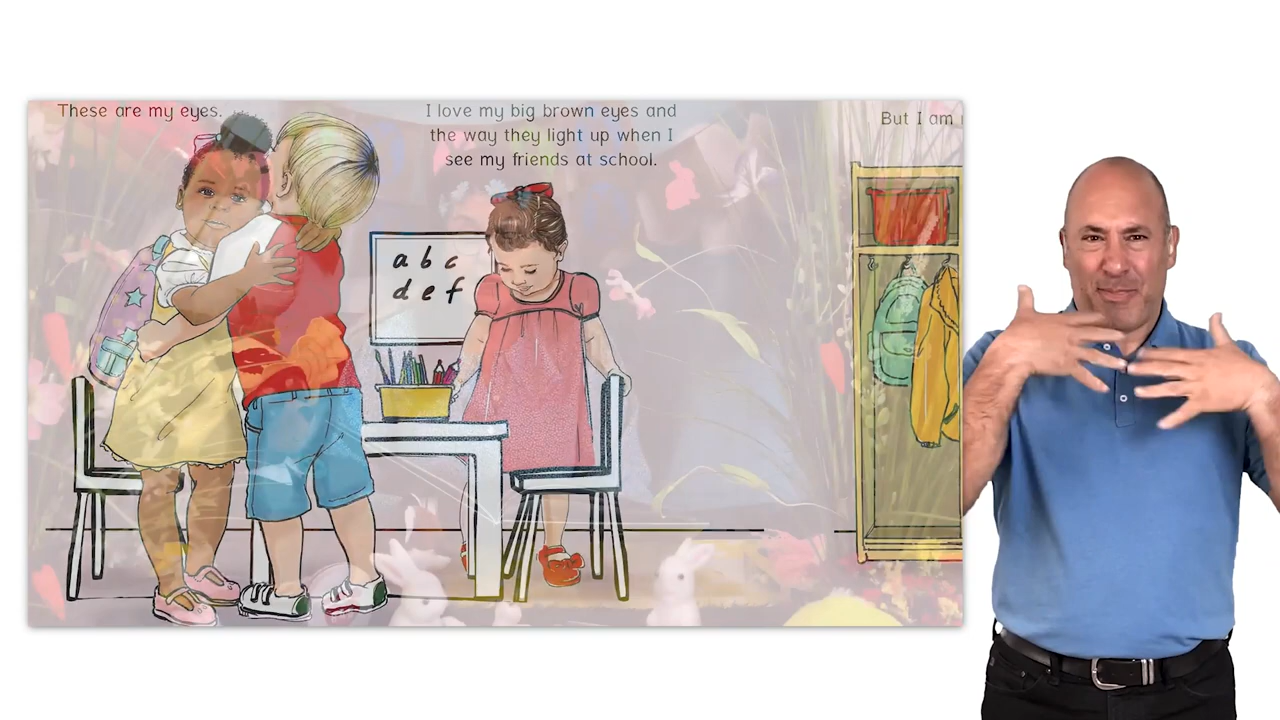 These are my eyes.
I love my big brown eyes and
the way they light up when I
see my friends at school.
But I am
a b c
d e f